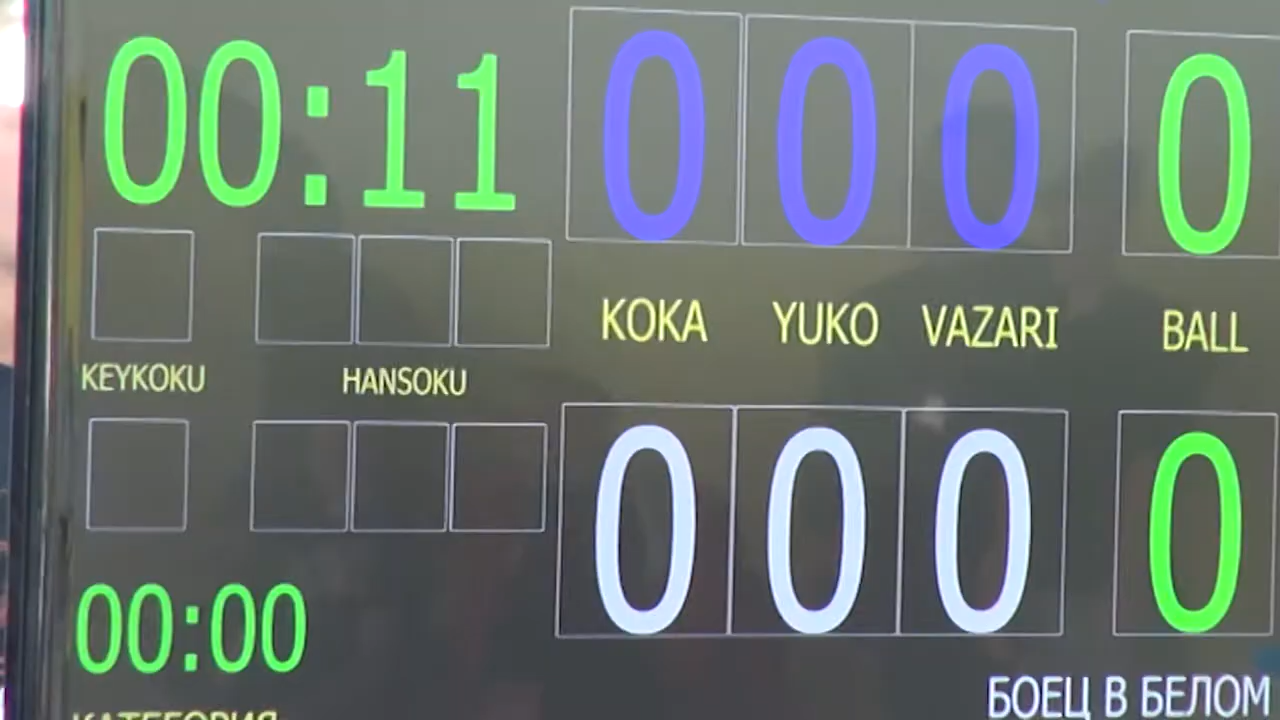 00:11 0 0 0 0
KOKA YUKO VAZARI BALL
KEYKOKU HANSOKU
0 0 0 0
00:00
БОЕЦ В БЕЛОМ
КАТЕГОРИЯ